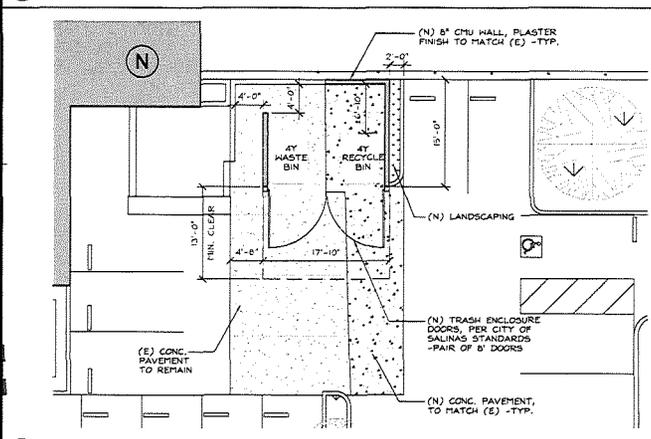 (N) 8" CMU WALL, PLASTER
FINISH TO MATCH (E) -TYP.
N
2'-0"
4'-0"
4'-0"
15'-0"
4Y
WASTE
BIN
4Y
RECYCLE
BIN
(N) LANDSCAPING
13'-0"
MIN. CLEAR
4'-8"
17'-10"
(N) TRASH ENCLOSURE
DOORS, PER CITY OF
SALINAS STANDARDS
-PAIR OF 8' DOORS
(E) CONC.
PAVEMENT
TO REMAIN
(N) CONC. PAVEMENT,
TO MATCH (E) -TYP.